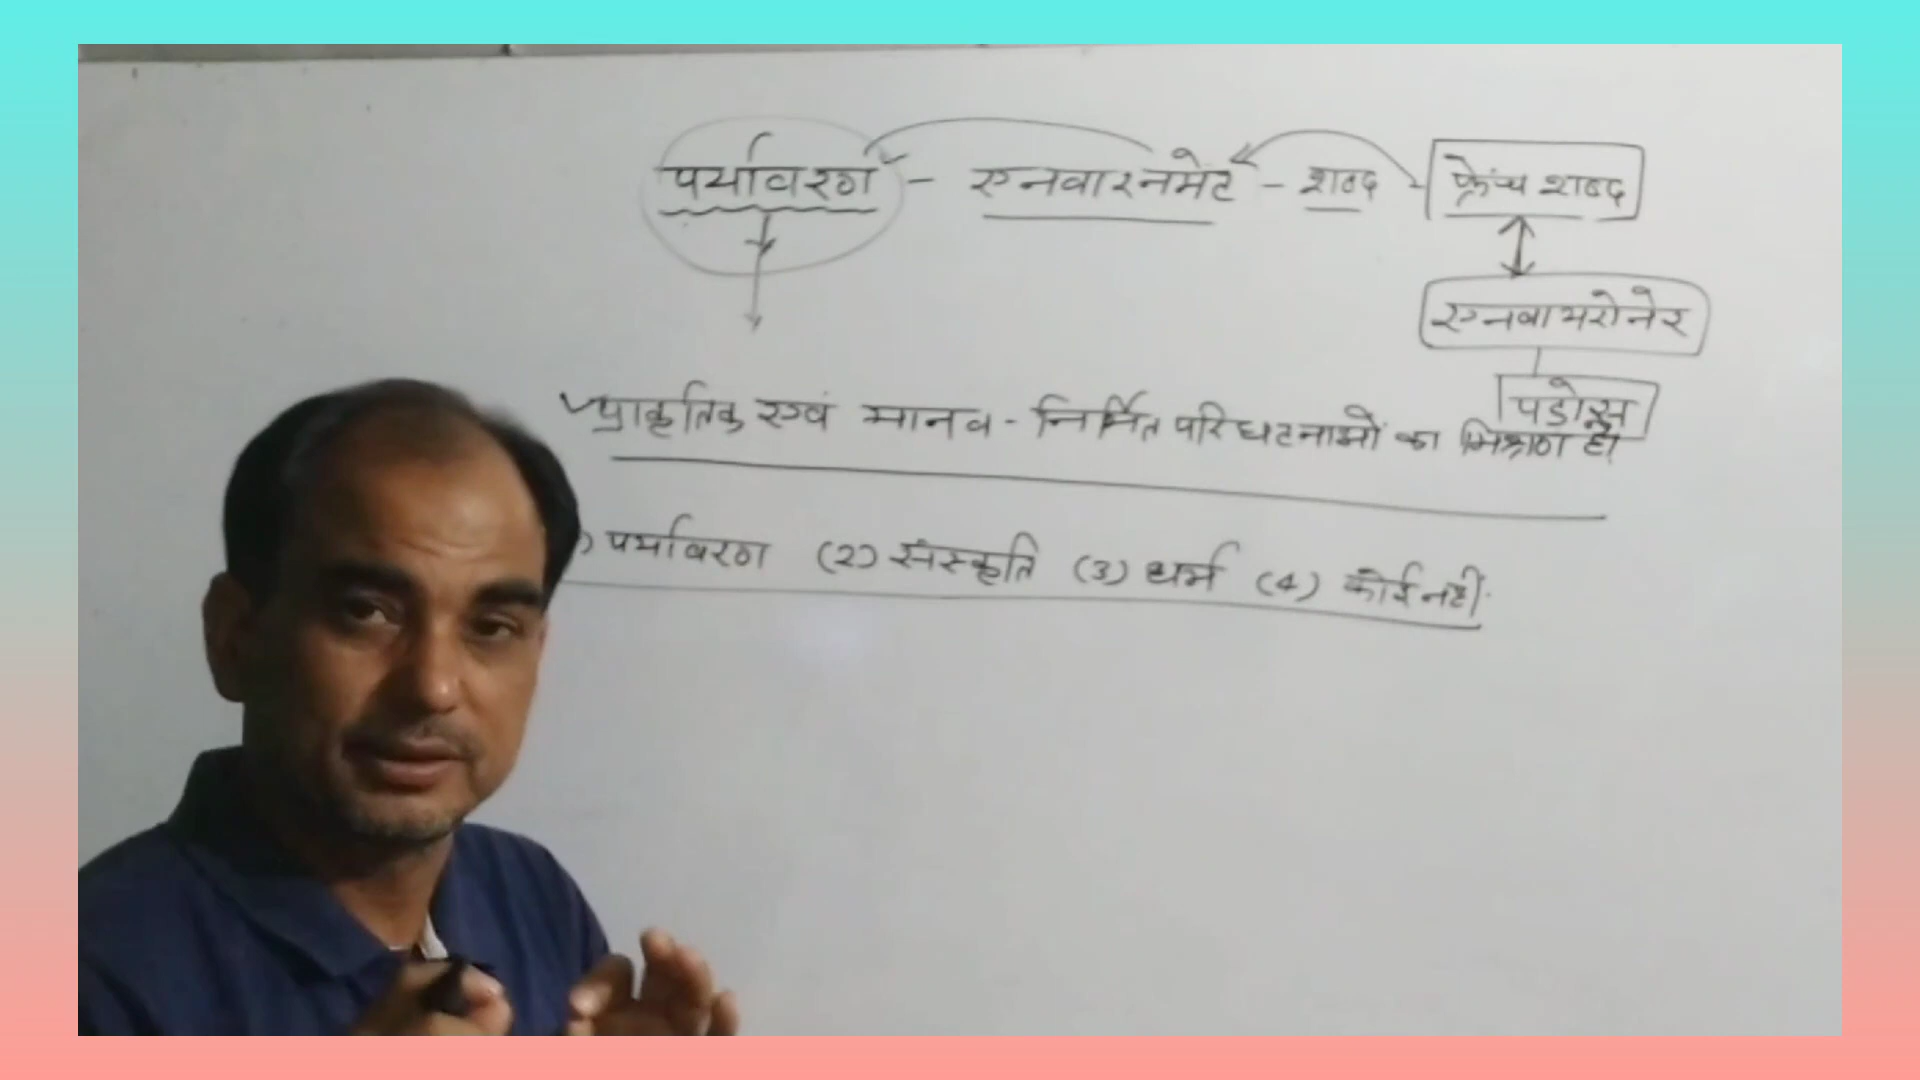 पर्यावरण - एनवारनमेंट - शब्द - फ्रेंच शब्द
एनवायरोनेर
पडोस
प्राकृतिक एवं मानव - निर्मित परिघटनाओं का मिश्रण है।
) पर्यावरण (2) संस्कृति (3) धर्म (4) कोई नहीं.